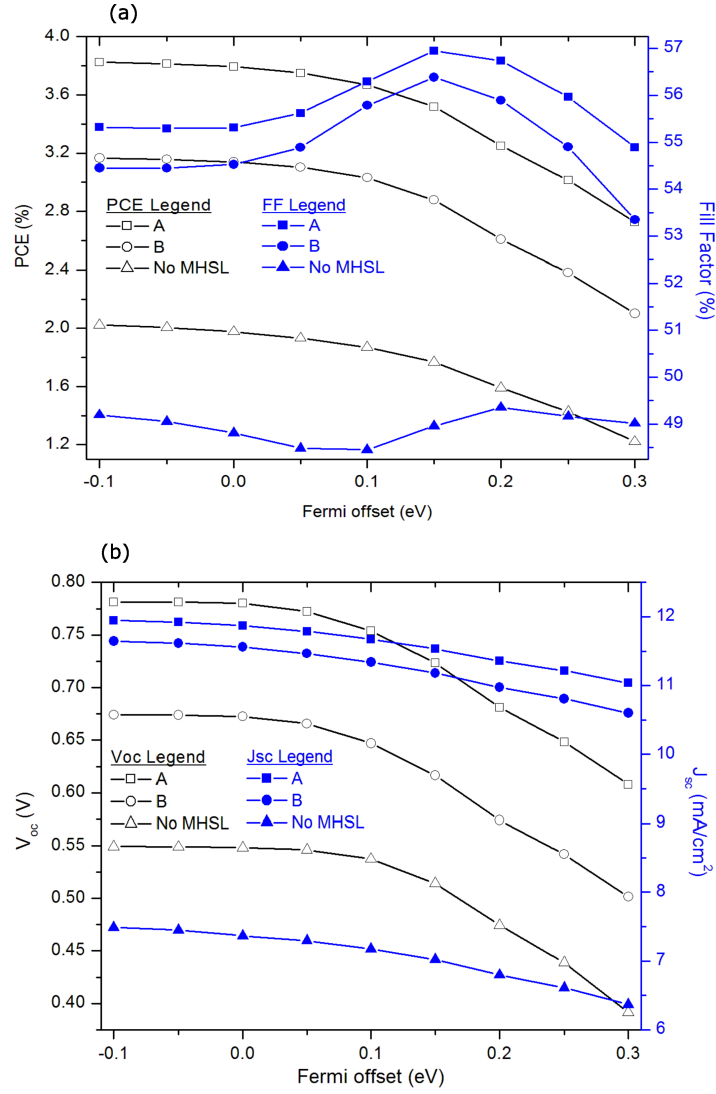 (a)
4.0
3.6
3.2
2.8
2.4
2.0
1.6
1.2
PCE (%)
57
56
55
54
53
52
51
50
49
Fill Factor (%)
PCE Legend
A
B
No MHSL
FF Legend
A
B
No MHSL
-0.1 0.0 0.1 0.2 0.3
Fermi offset (eV)
(b)
0.80
0.75
0.70
0.65
0.60
0.55
0.50
0.45
0.40
Voc (V)
12
11
10
9
8
7
6
Jsc (mA/cm2)
Voc Legend
A
B
No MHSL
Jsc Legend
A
B
No MHSL
-0.1 0.0 0.1 0.2 0.3
Fermi offset (eV)